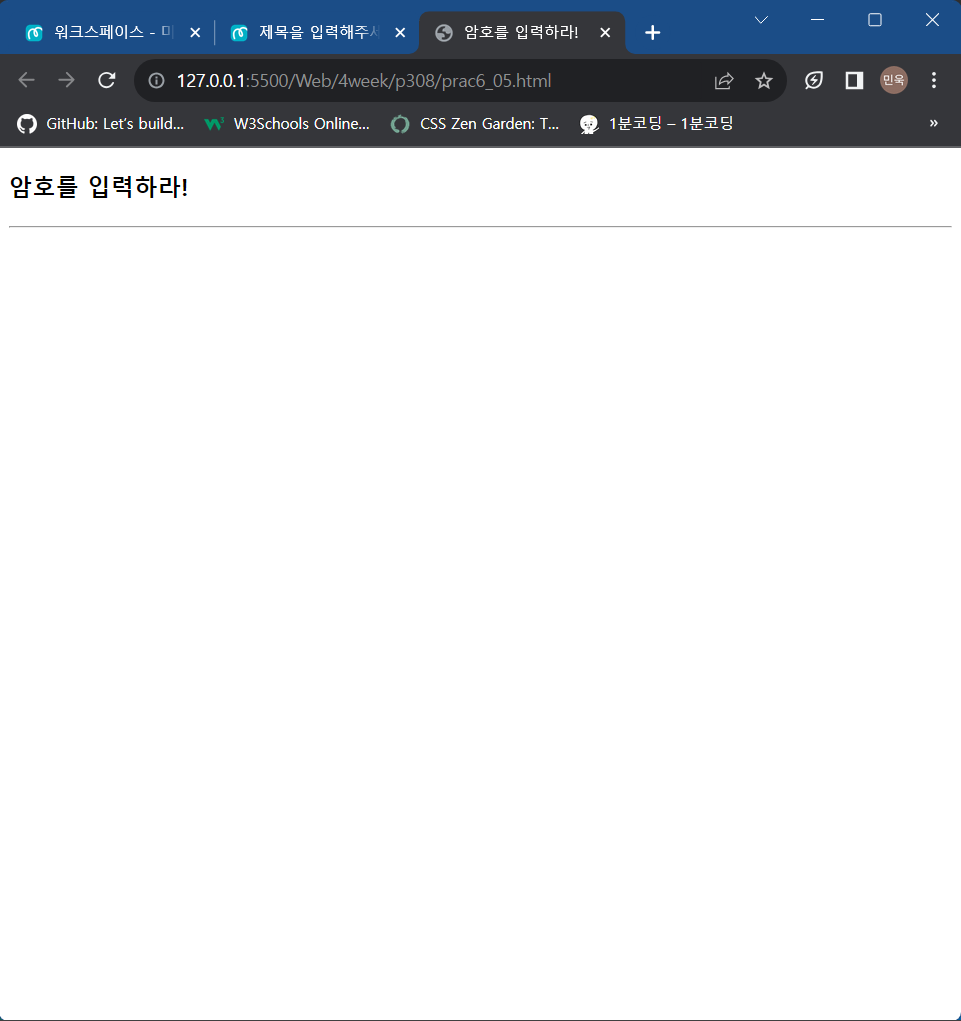 워크스페이스 -
제목을 입력해주
암호를 입력하라!
127.0.0.1:5500/Web/4week/p308/prac6_05.html
민욱
GitHub: Let's build...
W3Schools Online...
CSS Zen Garden: T...
1분코딩 – 1분코딩
»
암호를 입력하라!